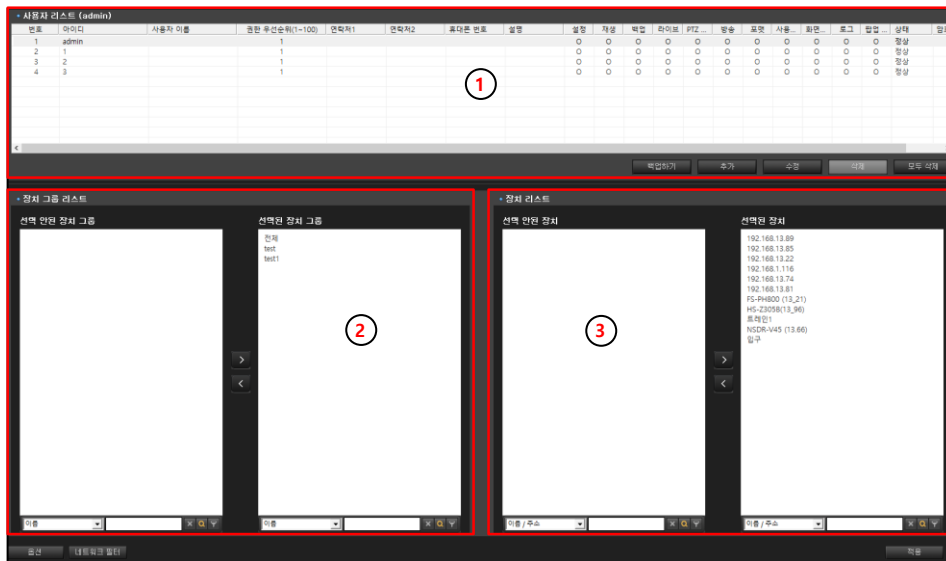 • 사용자 리스트 (admin)
번호 아이디 사용자 이름 권한 우선순위(1~100) 연락처1 연락처2 휴대폰 번호 설명 설정 재생 백업 라이브 PTZ ... 방송 포맷 사용... 화면... 로그 팝업 ... 상태
1 admin 1 O O O O O O O O O O O 정상
2 1 1 O O O O O O O O O O O 정상
3 2 1 O O O O O O O O O O O 정상
4 3 1 O O O O O O O O O O O 정상
1
백업하기 추가 수정 삭제 모두 삭제
• 장치 그룹 리스트
선택 안된 장치 그룹 선택된 장치 그룹
전체
test
test1
2
> 
<
이름 이름
• 장치 리스트
선택 안된 장치 선택된 장치
192.168.13.89
192.168.13.85
192.168.13.22
192.168.1.116
192.168.13.74
192.168.13.81
FS-PH800 (13_21)
HS-Z3058(13_96)
트레인1
NSDR-V45 (13.66)
입구
3
>
<
이름 / 주소 이름 / 주소
옵션 네트워크 필터 적용